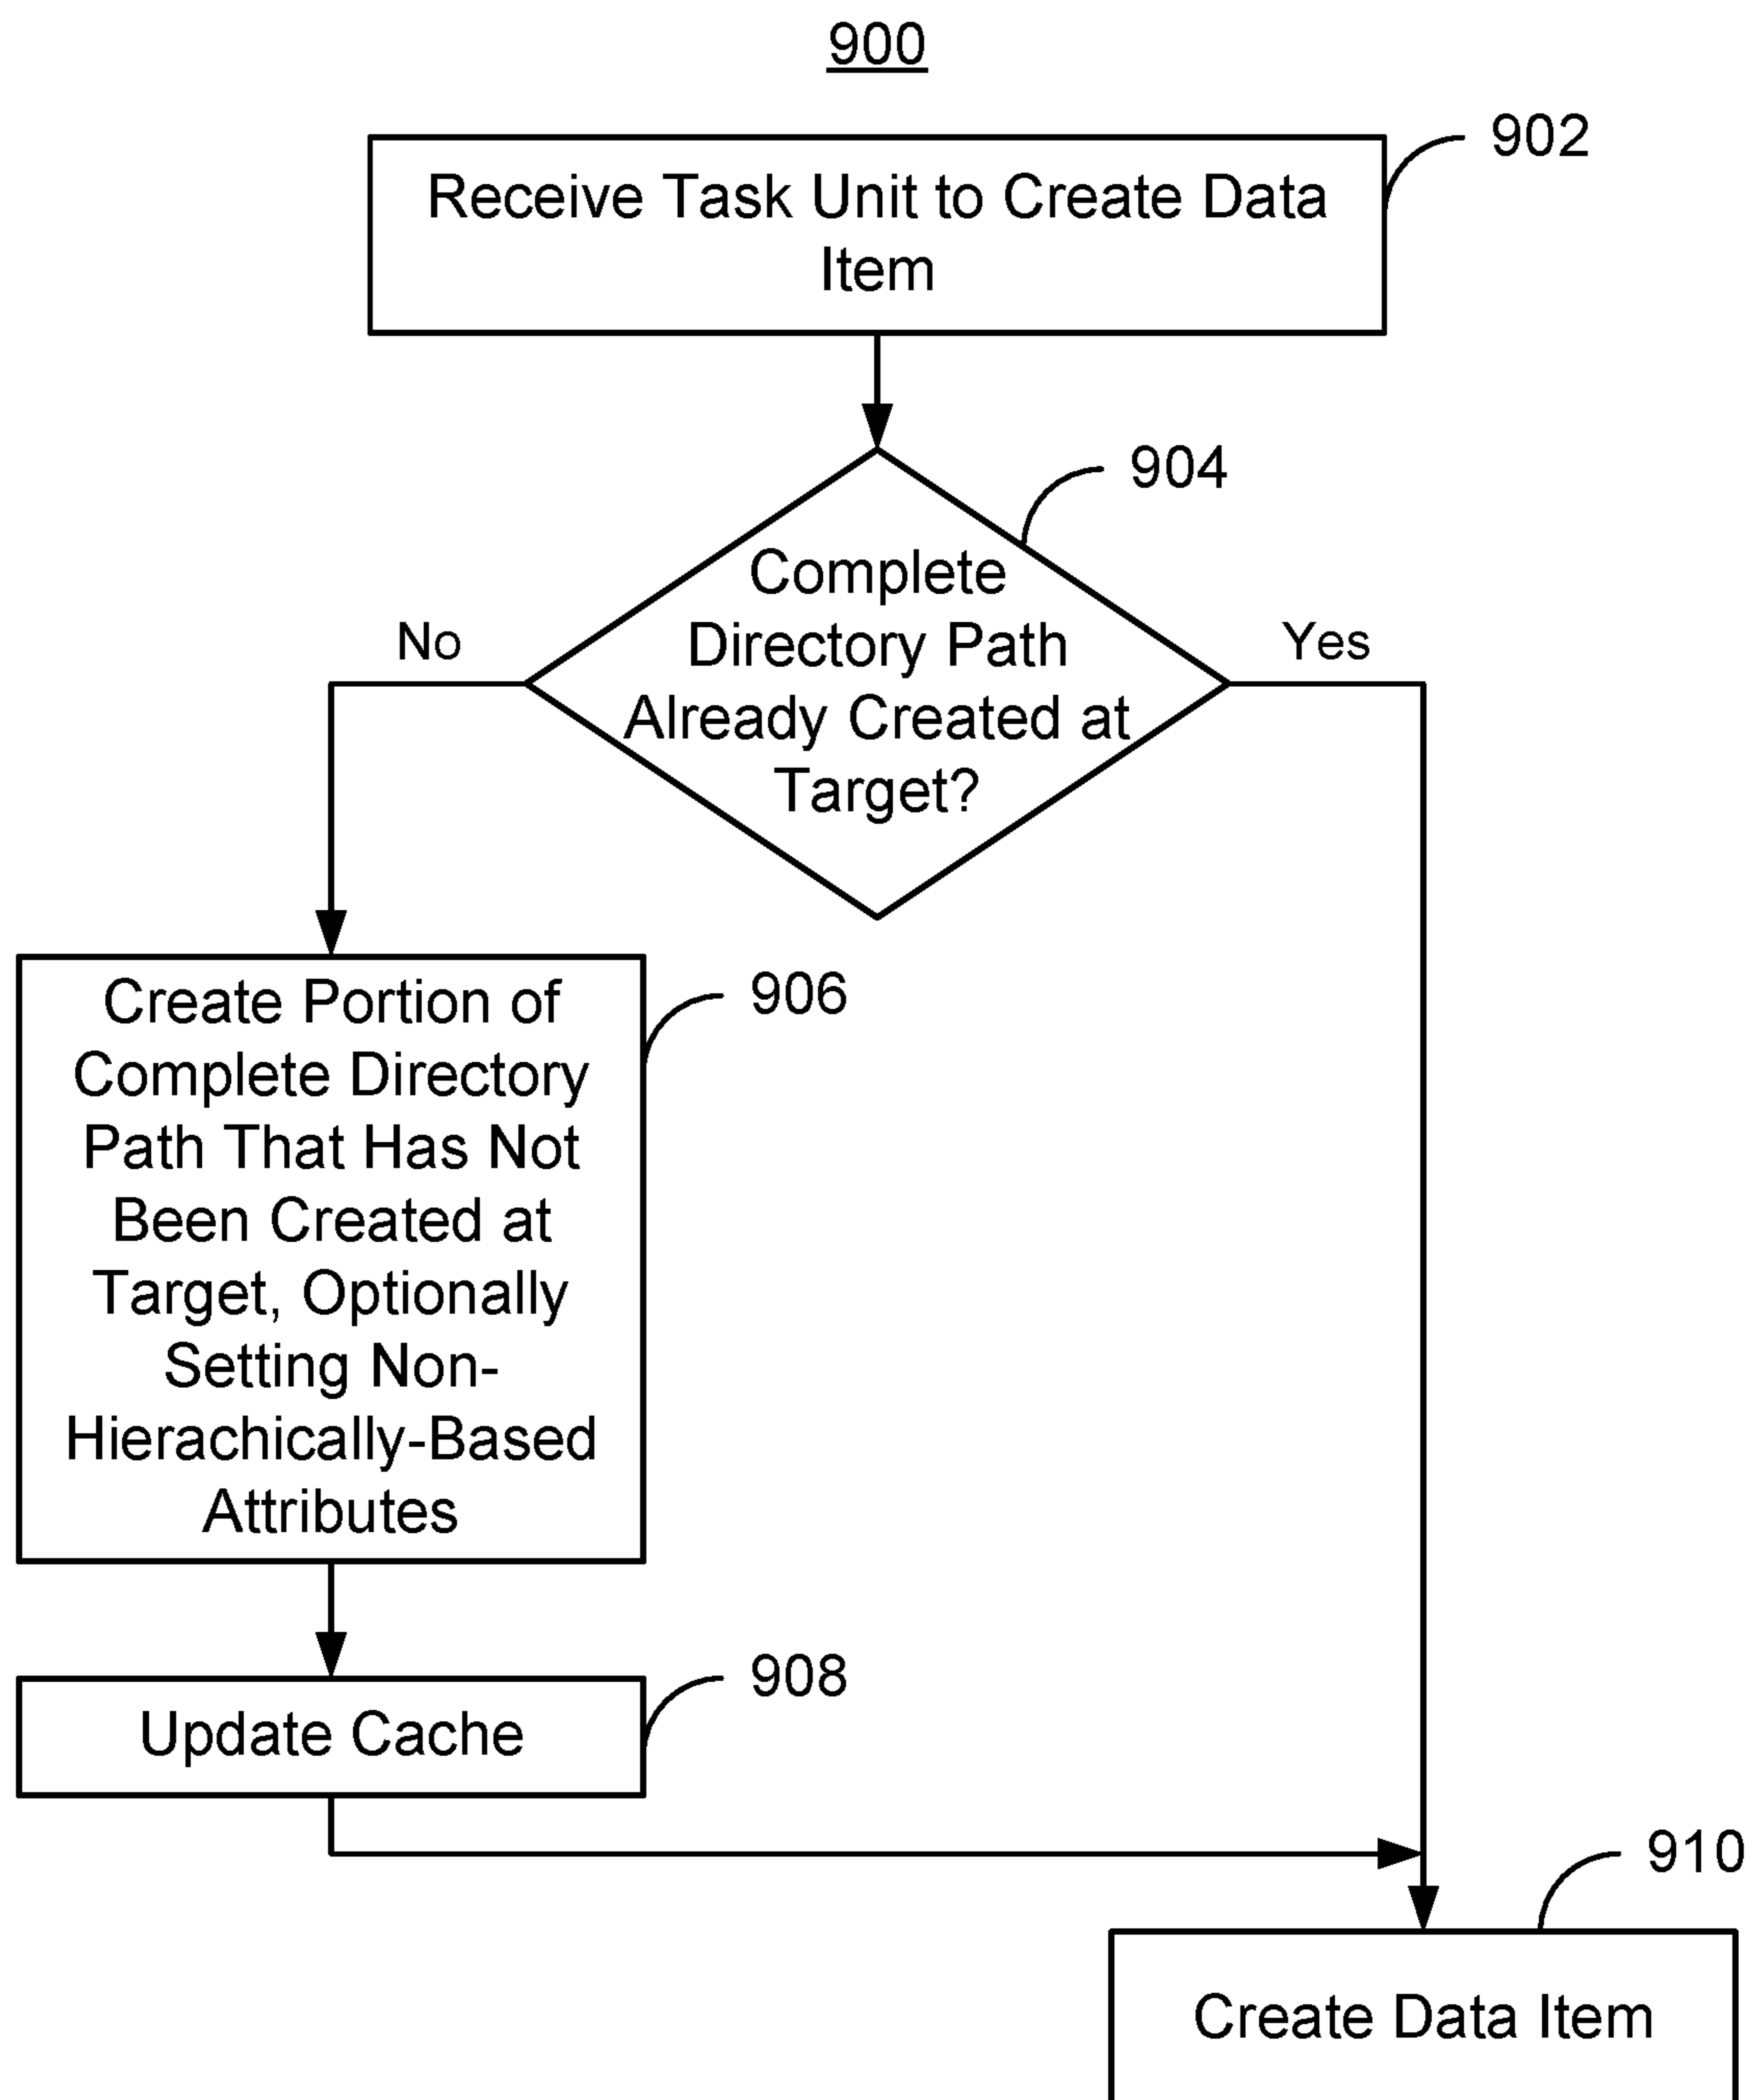 900
902
Receive Task Unit to Create Data
Item
904
Complete
Directory Path
Already Created at
Target?
No
Yes
906
Create Portion of
Complete Directory
Path That Has Not
Been Created at
Target, Optionally
Setting Non-
Hierachically-Based
Attributes
908
Update Cache
910
Create Data Item